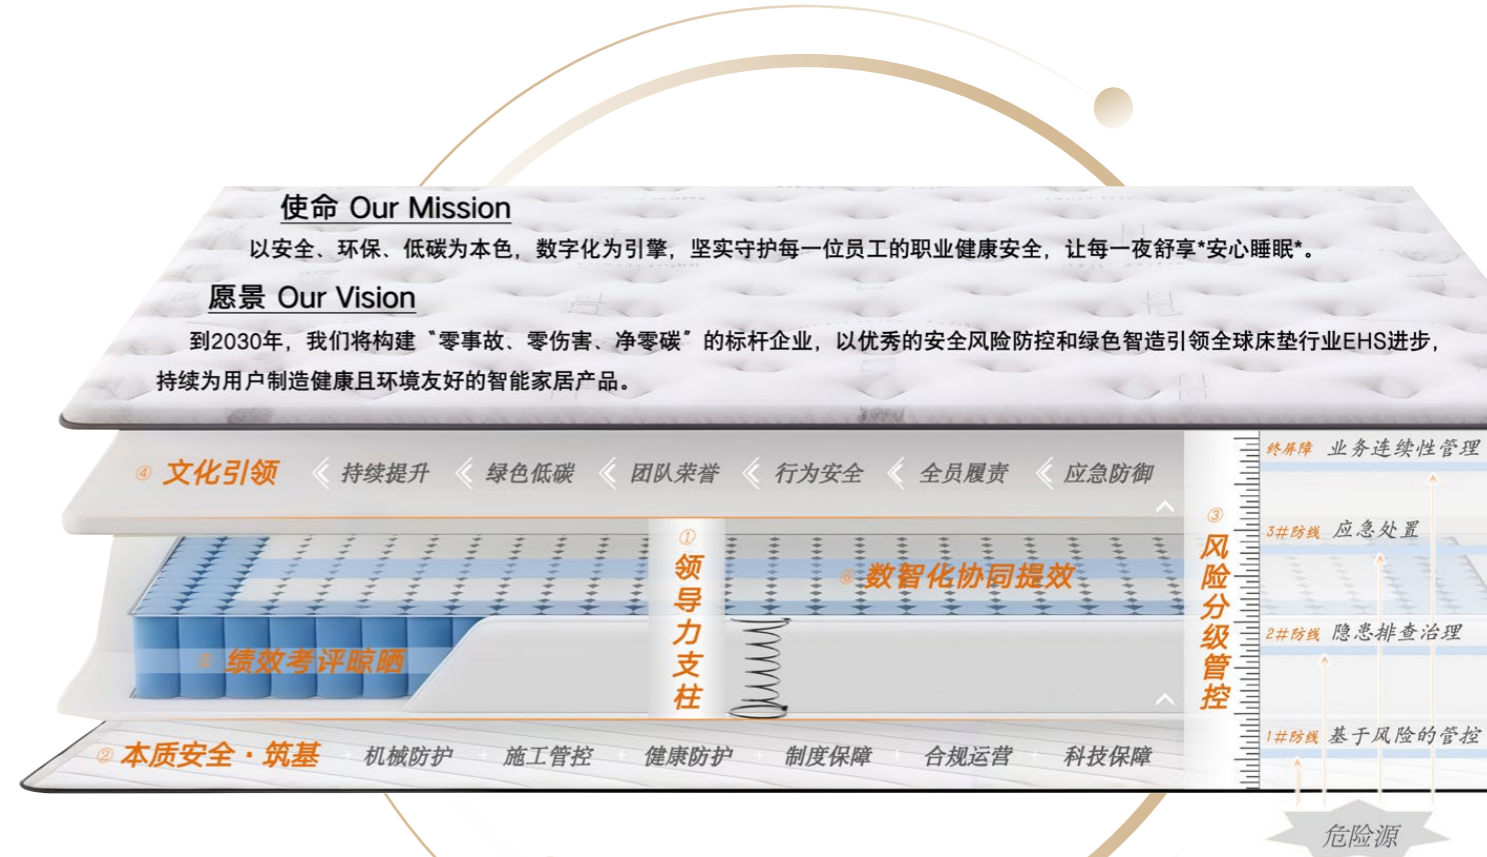 使命 Our Mission
以安全、环保、低碳为本色，数字化为引擎，坚实守护每一位员工的职业健康安全，让每一夜舒享*安心睡眠*。
愿景 Our Vision
到2030年，我们将构建〝零事故、零伤害、净零碳〞的标杆企业，以优秀的安全风险防控和绿色智造引领全球床垫行业EHS进步，
持续为用户制造健康且环境友好的智能家居产品。
④ 文化引领 持续提升 绿色低碳 团队荣誉 行为安全 全员履责 应急防御
① 领导力支柱
⑥ 数智化协同提效
绩效考评晾晒
② 本质安全·筑基 机械防护 施工管控 健康防护 制度保障 合规运营 科技保障
③ 风险分级管控
终屏障 业务连续性管理
3#防线 应急处置
2#防线 隐患排查治理
1#防线 基于风险的管控
危险源